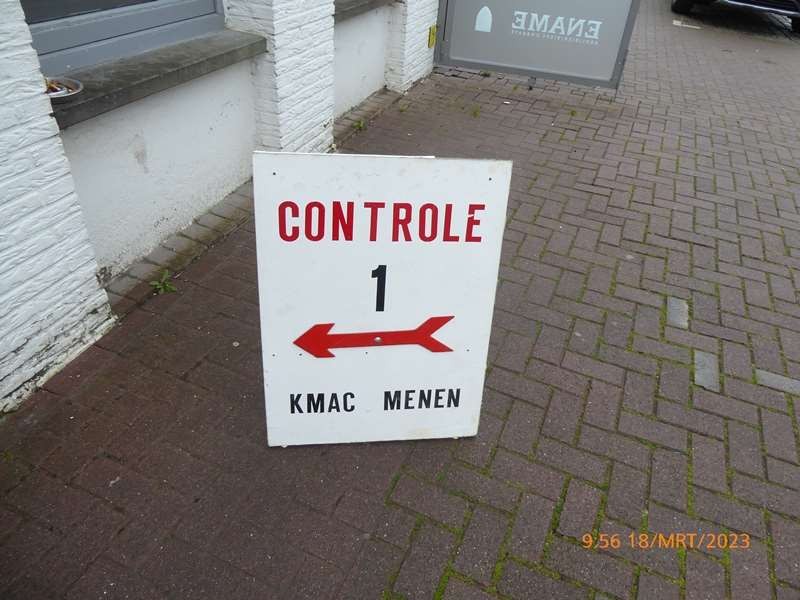 ENAME
CONTROLE
1
KMAC MENEN
9:56 18/MRT/2023